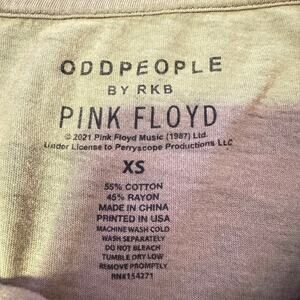 ODDPEOPLE
BY RKB
PINK FLOYD
© 2021 Pink Floyd Music (1987) Ltd.
Under License to Perryscope Productions LLC
XS
55% COTTON
45% RAYON
MADE IN CHINA
PRINTED IN USA
MACHINE WASH COLD
WASH SEPARATELY
DO NOT BLEACH
TUMBLE DRY LOW
REMOVE PROMPTLY
RN#154271